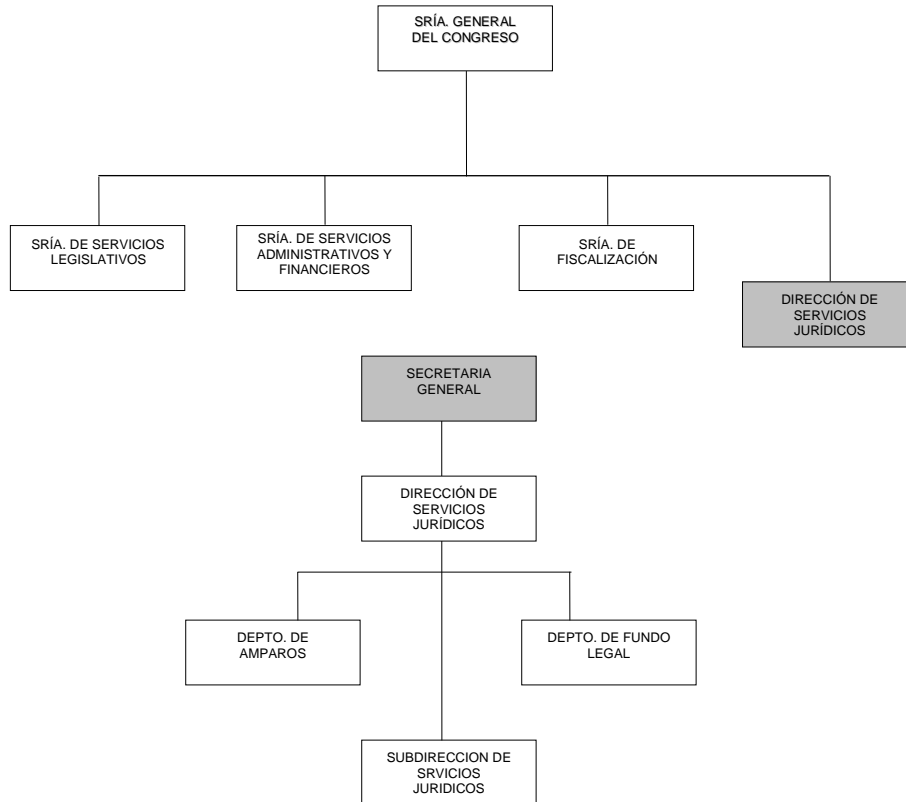 SRÍA. GENERAL
DEL CONGRESO
SRÍA. DE SERVICIOS
LEGISLATIVOS
SRÍA. DE SERVICIOS
ADMINISTRATIVOS Y
FINANCIEROS
SRÍA. DE
FISCALIZACIÓN
DIRECCIÓN DE
SERVICIOS
JURÍDICOS
SECRETARIA
GENERAL
DIRECCIÓN DE
SERVICIOS
JURÍDICOS
DEPTO. DE
AMPAROS
DEPTO. DE FUNDO
LEGAL
SUBDIRECCION DE
SRVICIOS
JURIDICOS